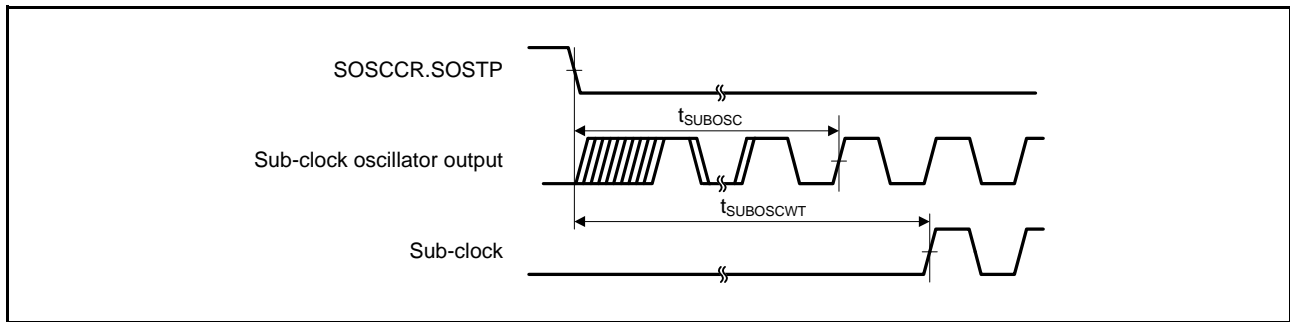 SOSCCR.SOSTP
tSUBOSC
Sub-clock oscillator output
tSUBOSCWT
Sub-clock